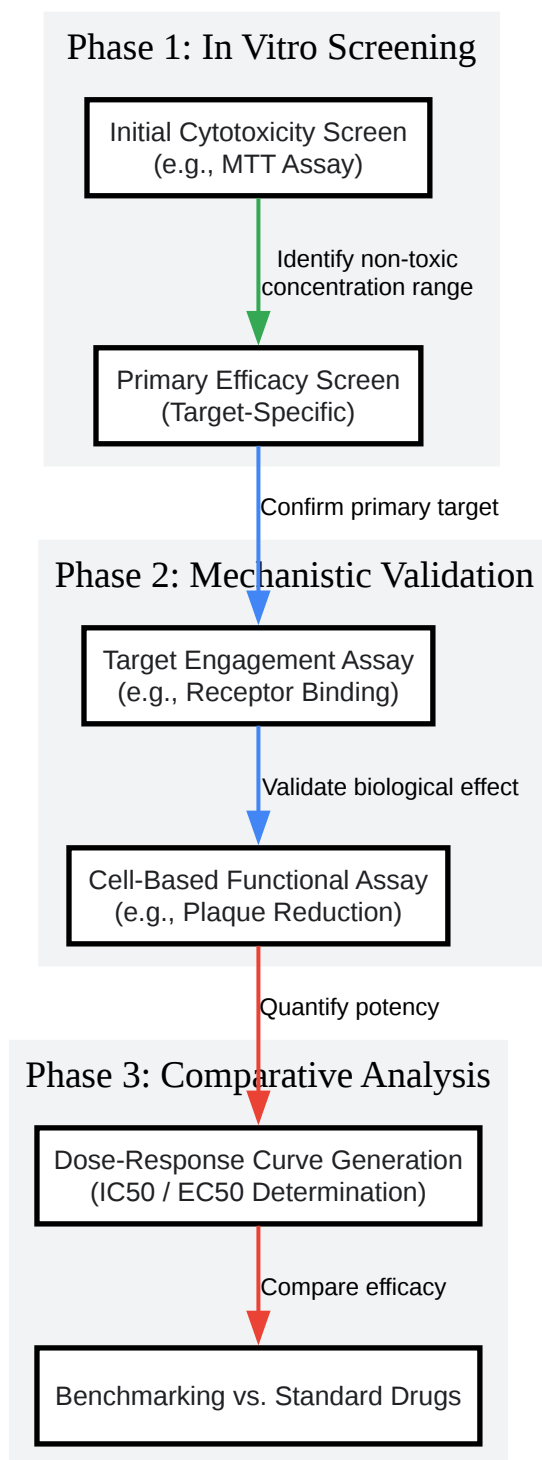 Phase 1: In Vitro Screening
Initial Cytotoxicity Screen
(e.g., MTT Assay)
Identify non-toxic
concentration range
Primary Efficacy Screen
(Target-Specific)
Confirm primary target
Phase 2: Mechanistic Validation
Target Engagement Assay
(e.g., Receptor Binding)
Validate biological effect
Cell-Based Functional Assay
(e.g., Plaque Reduction)
Quantify potency
Phase 3: Comparative Analysis
Dose-Response Curve Generation
(IC50 / EC50 Determination)
Compare efficacy
Benchmarking vs. Standard Drugs